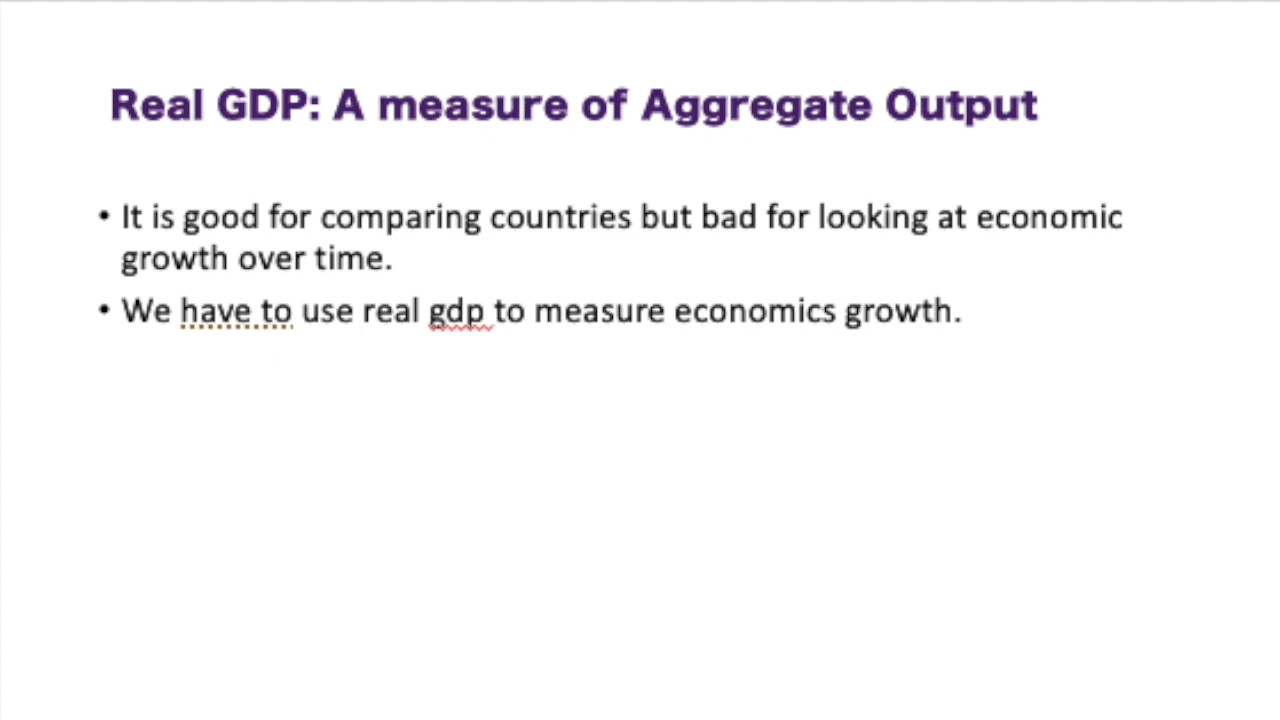 Real GDP: A measure of Aggregate Output
• It is good for comparing countries but bad for looking at economic
growth over time.
• We have to use real gdp to measure economics growth.